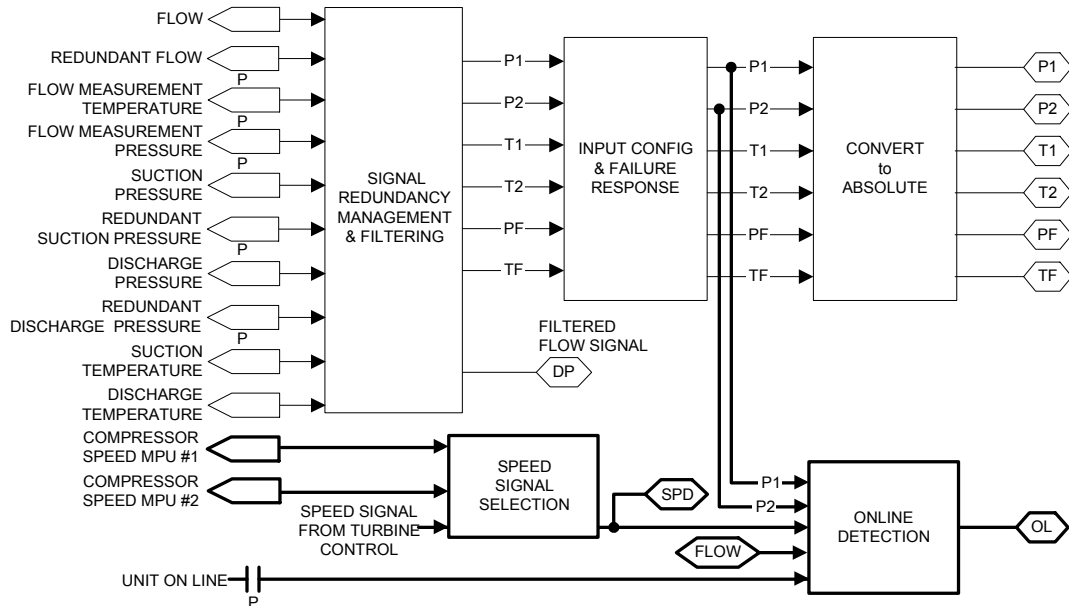 FLOW
REDUNDANT FLOW
P
FLOW MEASUREMENT
TEMPERATURE
P
FLOW MEASUREMENT
PRESSURE
P
SUCTION
PRESSURE
P
REDUNDANT
SUCTION PRESSURE
P
DISCHARGE
PRESSURE
REDUNDANT
DISCHARGE PRESSURE
P
SUCTION
TEMPERATURE
DISCHARGE
TEMPERATURE
SIGNAL
REDUNDANCY
MANAGEMENT
& FILTERING
P1
P2
T1
T2
PF
TF
FILTERED
FLOW SIGNAL
DP
INPUT CONFIG
& FAILURE
RESPONSE
P1
P2
T1
T2
PF
TF
CONVERT
to
ABSOLUTE
P1
P2
T1
T2
PF
TF
COMPRESSOR
SPEED MPU #1
COMPRESSOR
SPEED MPU #2
SPEED SIGNAL
FROM TURBINE
CONTROL
SPEED
SIGNAL
SELECTION
SPD
P1
P2
FLOW
UNIT ON LINE
P
ONLINE
DETECTION
OL